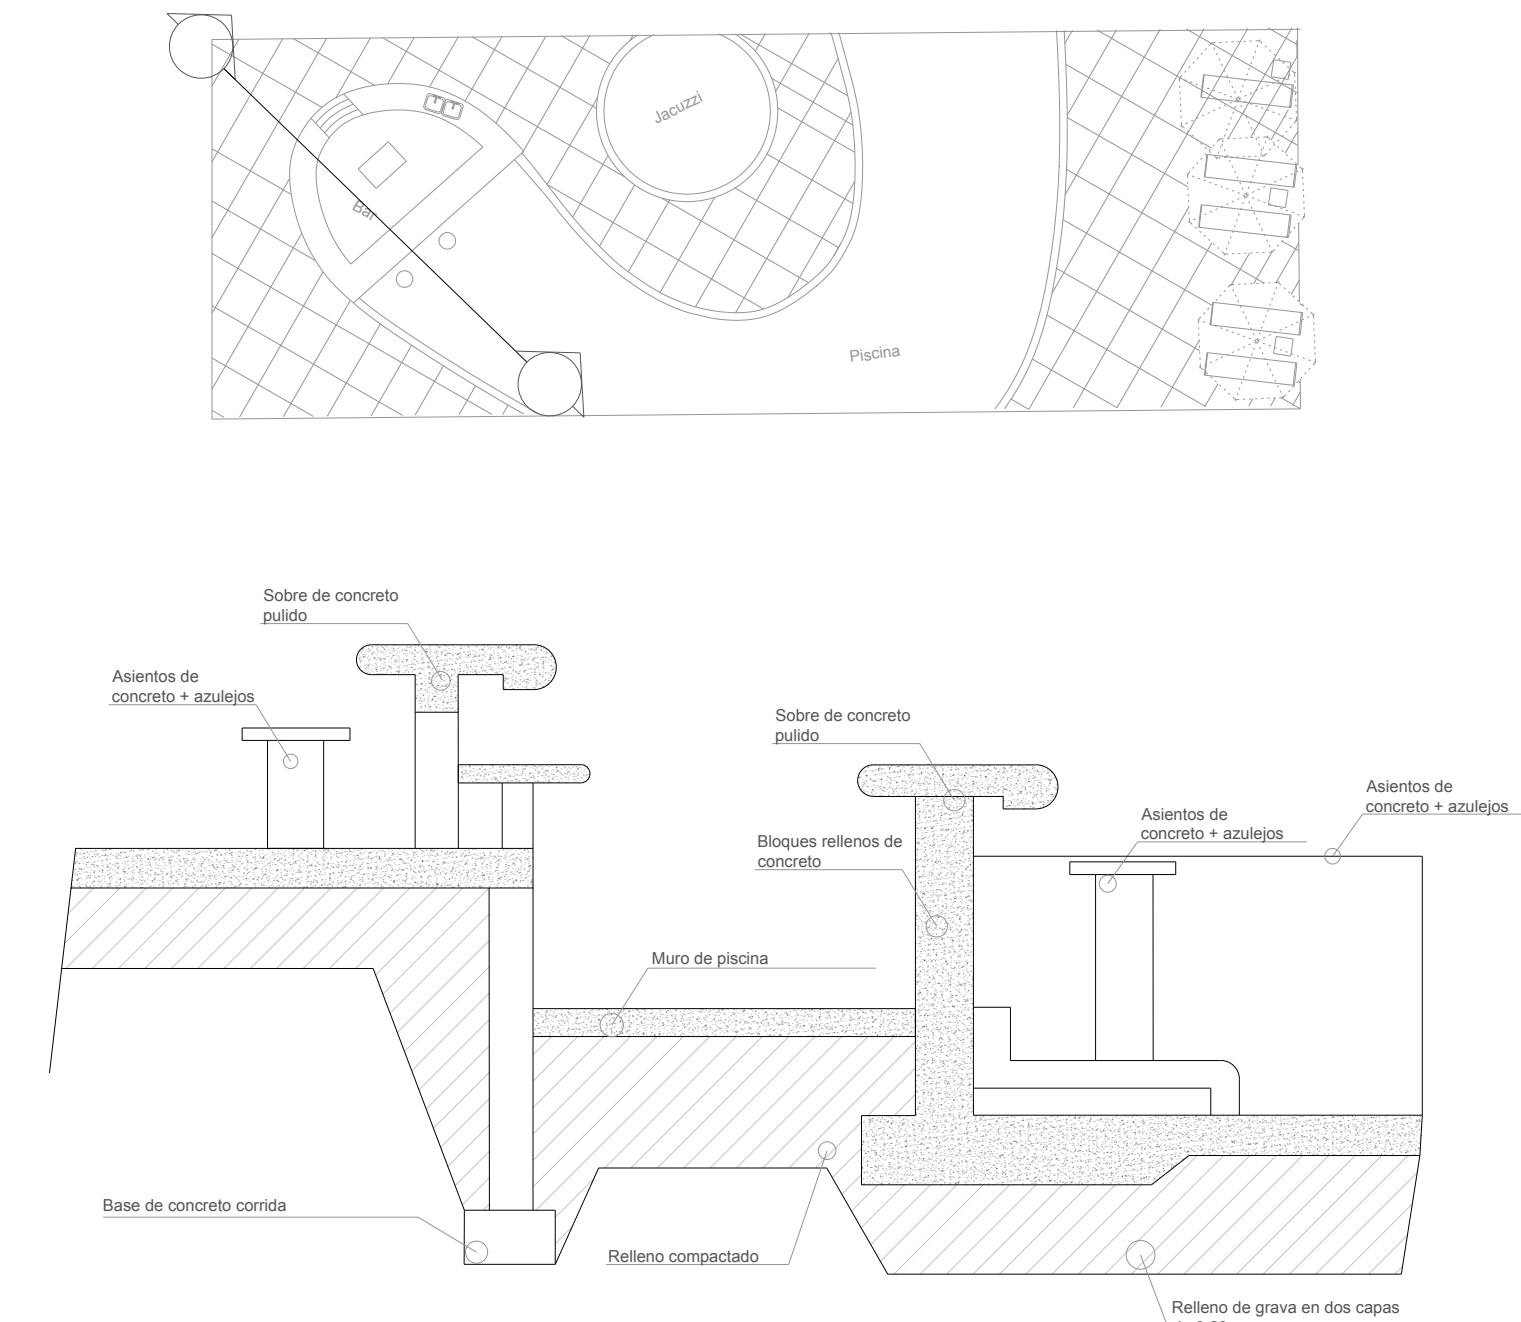 Jacuzzi
Bar
Piscina
Sobre de concreto
pulido
Asientos de
concreto + azulejos
Sobre de concreto
pulido
Asientos de
concreto + azulejos
Asientos de
concreto + azulejos
Bloques rellenos de
concreto
Muro de piscina
Base de concreto corrida
Relleno compactado
Relleno de grava en dos capas